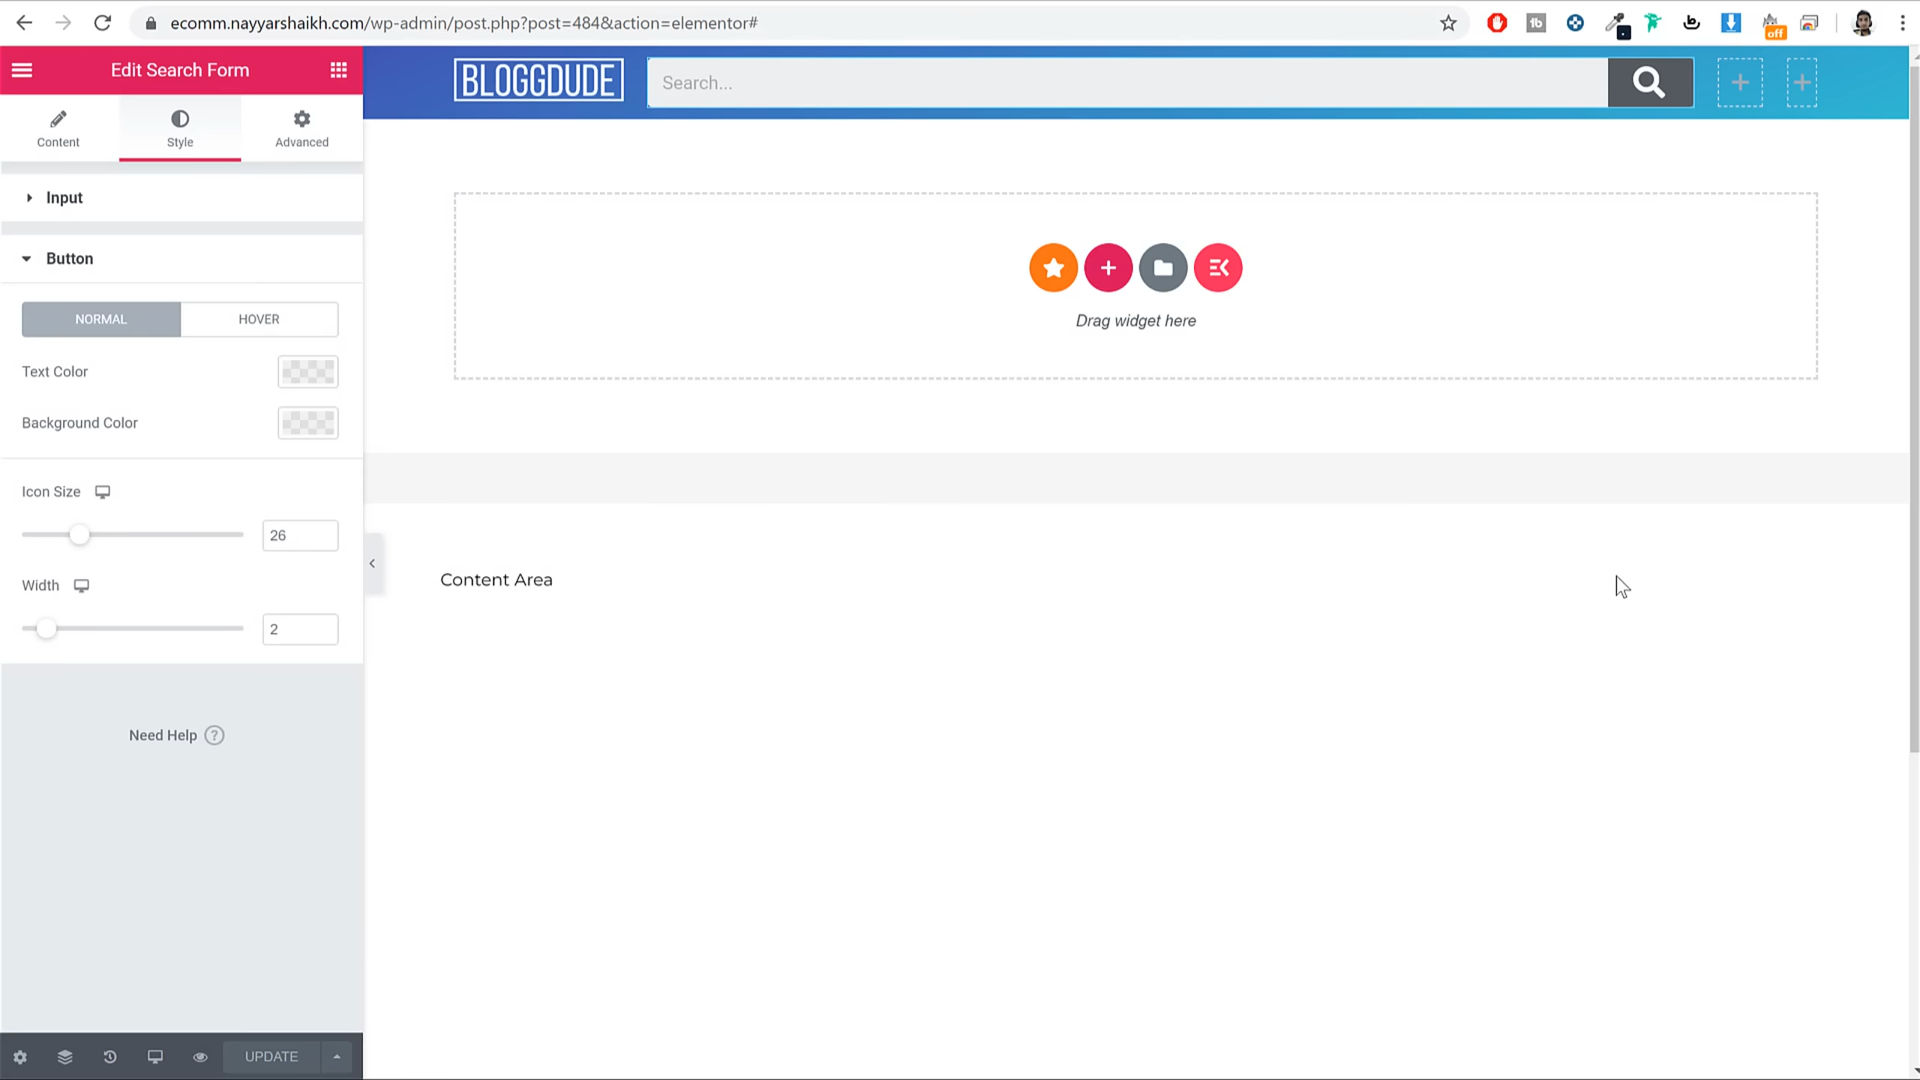 ecomm.nayyarshaikh.com/wp-admin/post.php?post=484&action=elementor#
off
Edit Search Form
BLOGGDUDE
Search...
Content
Style
Advanced
Input
Button
NORMAL
HOVER
Drag widget here
Text Color
Background Color
Icon Size
26
Width
2
Content Area
Need Help ?
UPDATE